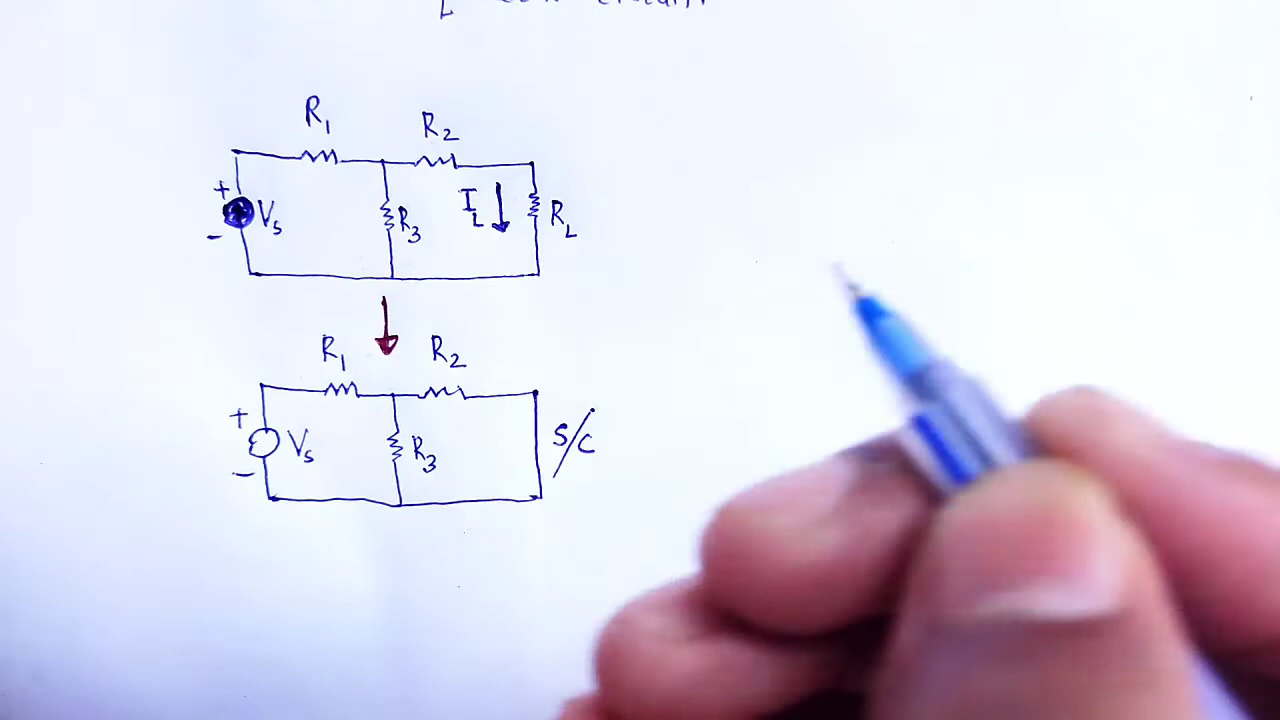 R1
R2
+
Vs
-
R3
IL
RL
R1
R2
+
Vs
-
R3
S/C